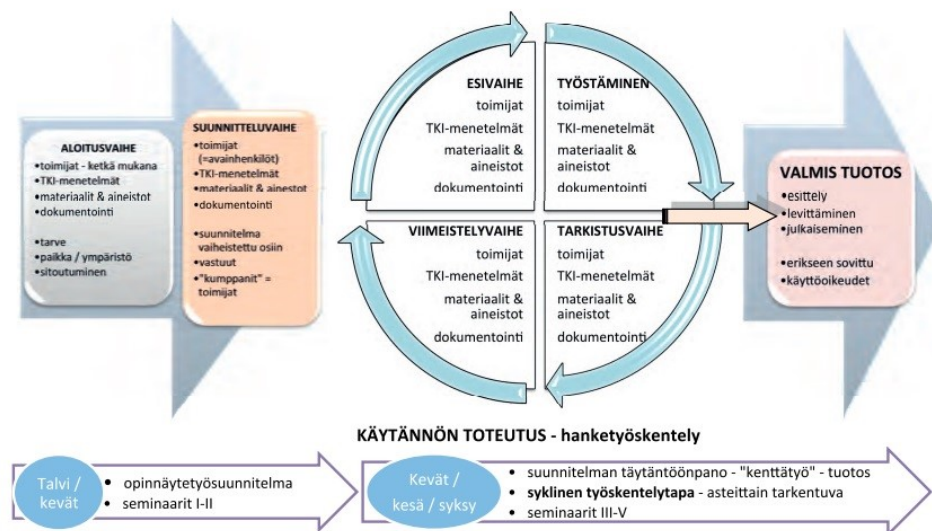 ALOITUSVAIHE
•toimijat - ketkä mukana
•TKI-menetelmät
•materiaalit & aineistot
•dokumentointi
•tarve
•paikka / ympäristö
•sitoutuminen
SUUNNITTELUVAIHE
•toimijat
(=avainhenkilöt)
•TKI-menetelmät
•materiaalit & ainestot
•dokumentointi
•suunnitelma
vaiheistettu osiin
•vastuut
•"kumppanit" =
toimijat
ESIVAIHE
toimijat
TKI-menetelmät
materiaalit &
aineistot
dokumentointi
TYÖSTÄMINEN
toimijat
TKI-menetelmät
materiaalit &
aineistot
dokumentointi
VIIMEISTELYVAIHE
toimijat
TKI-menetelmät
materiaalit &
aineistot
dokumentointi
TARKISTUSVAIHE
toimijat
TKI-menetelmät
materiaalit &
aineistot
dokumentointi
VALMIS TUOTOS
•esittely
•levittäminen
•julkaiseminen
•erikseen sovittu
•käyttöoikeudet
KÄYTÄNNÖN TOTEUTUS - hanketyöskentely
Talvi /
kevät
• opinnäytetyösuunnitelma
• seminaarit I-II
Kevät /
kesä / syksy
• suunnitelman täytäntöönpano - "kenttätyö" - tuotos
• syklinen työskentelytapa - asteittain tarkentuva
• seminaarit III-V